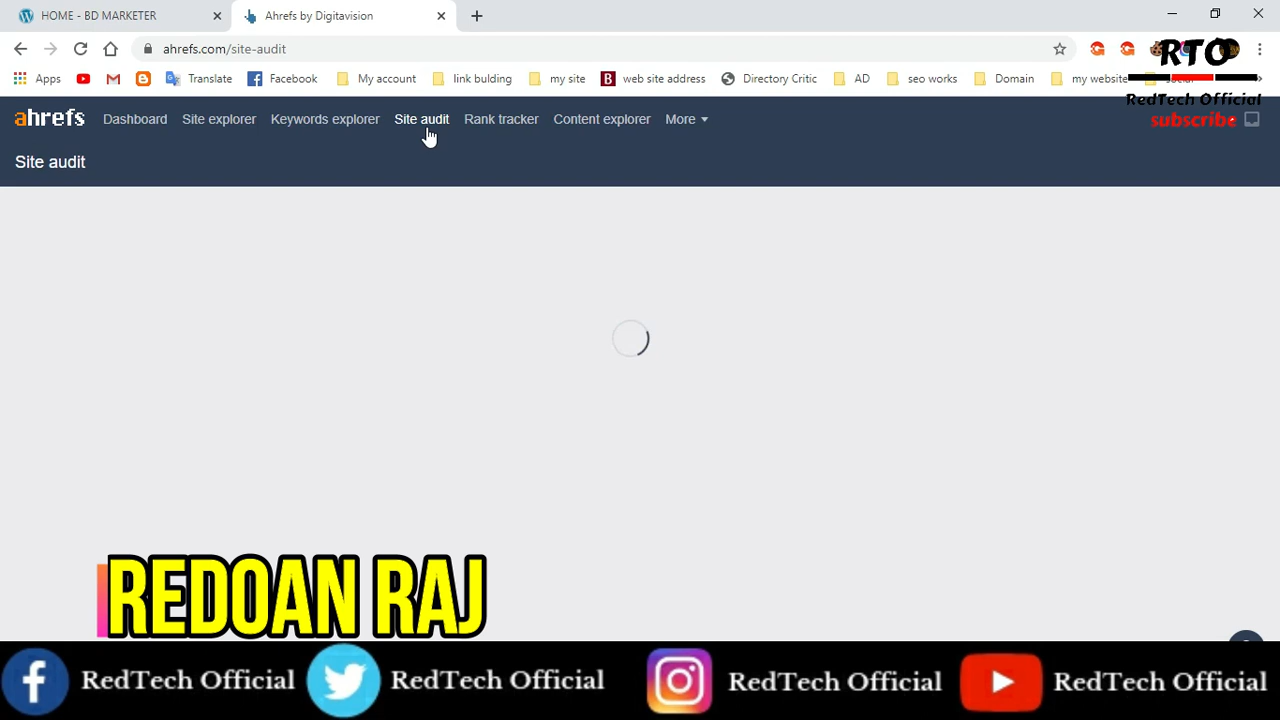 HOME - BD MARKETER
Ahrefs by Digitavision
ahrefs.com/site-audit
Apps
Translate
Facebook
My account
link bulding
my site
B
web site address
Directory Critic
AD
seo works
Domain
my website
RTO
RedTech Official
subscribe
ahrefs
Dashboard
Site explorer
Keywords explorer
Site audit
Rank tracker
Content explorer
More
Site audit
REDOAN RAJ
RedTech Official
RedTech Official
RedTech Official
RedTech Official